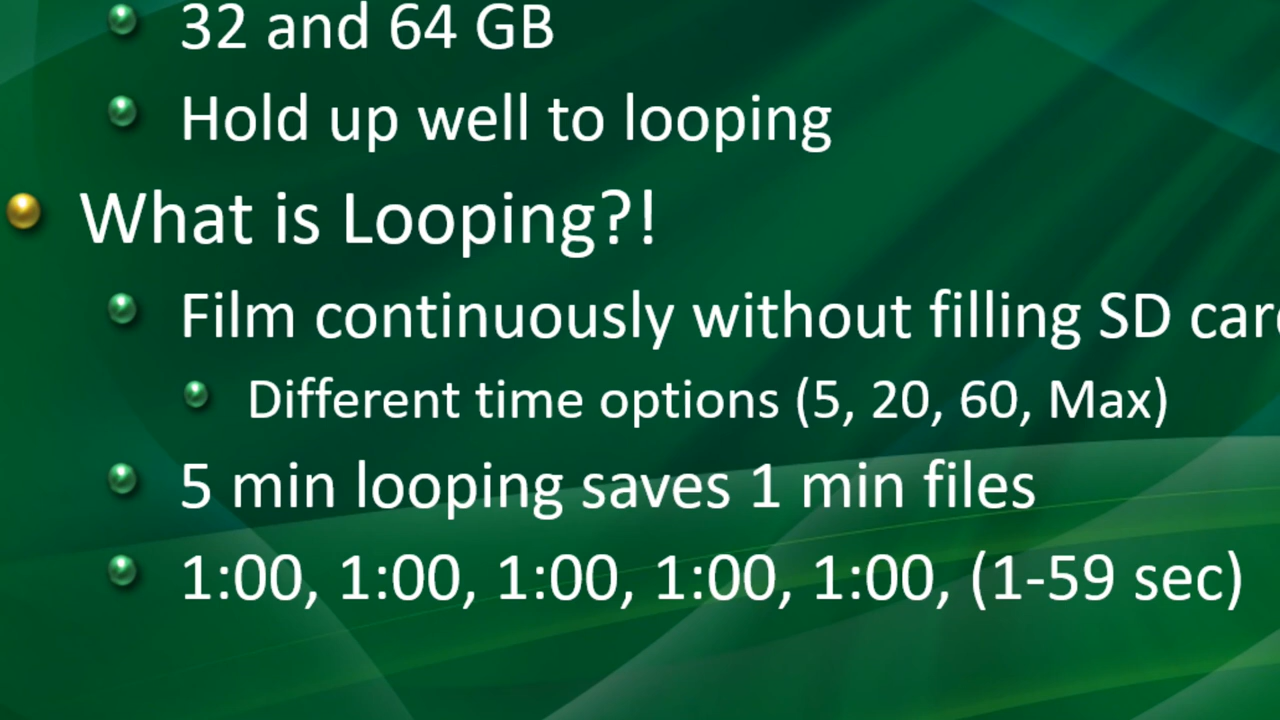 32 and 64 GB
Hold up well to looping
What is Looping?!
Film continuously without filling SD
Different time options (5, 20, 60, Max)
5 min looping saves 1 min files
1:00, 1:00, 1:00, 1:00, 1:00, (1-59 sec)